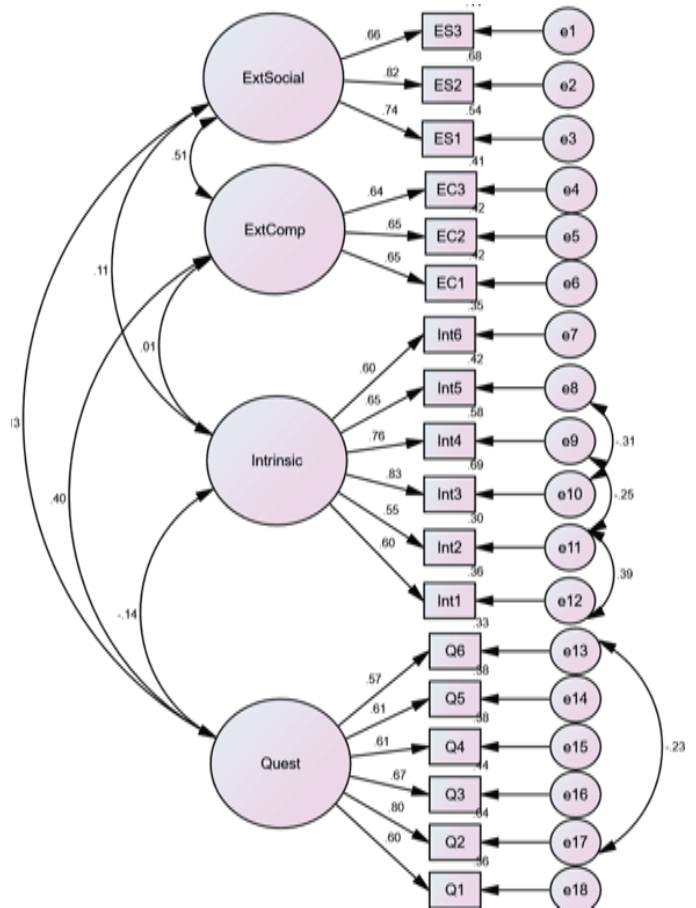 .66
ES3
e1
.68
ExtSocial
.82
ES2
e2
.54
.74
ES1
e3
.41
.51
.64
EC3
e4
.42
ExtComp
.65
EC2
e5
.42
.65
EC1
e6
.35
.11
.01
Int6
e7
.42
.60
.65
Int5
e8
.58
.76
Int4
e9
-.31
.69
Intrinsic
.83
Int3
e10
-.25
.30
.40
.55
Int2
e11
.36
.60
.39
Int1
e12
.33
-.14
Q6
e13
.57
.61
Q5
e14
.61
Q4
e15
-.23
.44
Quest
.67
Q3
e16
.64
.80
Q2
e17
.60
Q1
e18